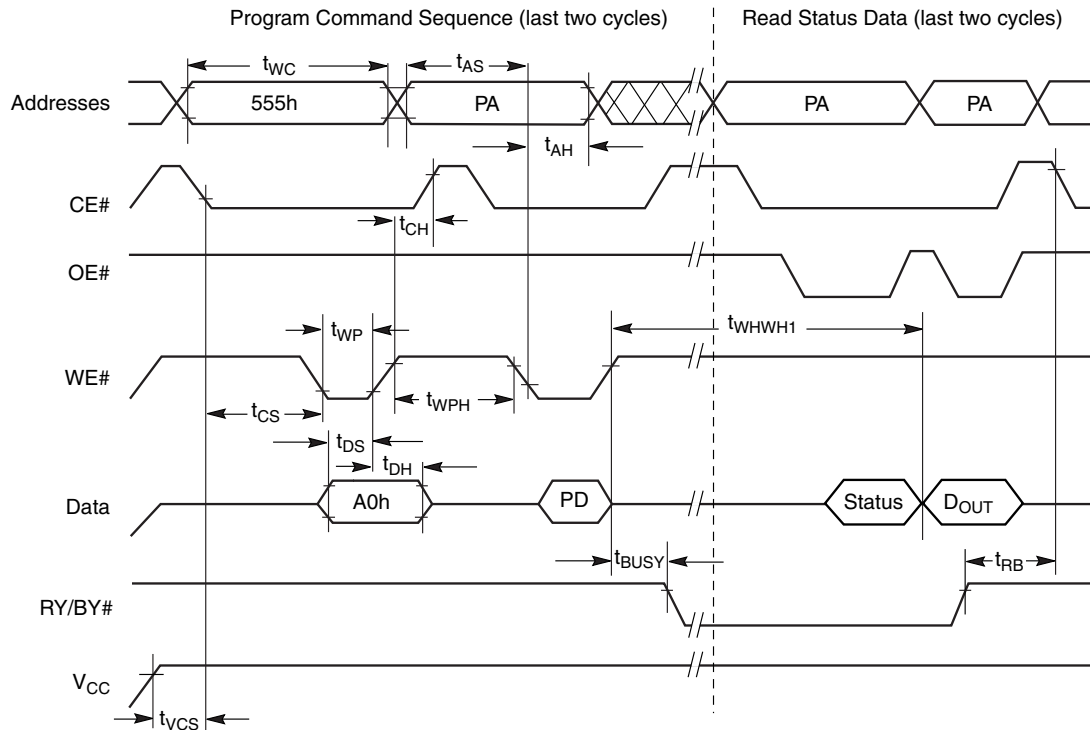 Program Command Sequence (last two cycles) Read Status Data (last two cycles)
tWC tAS
Addresses 555h PA PA PA
tAH
CE#
tCH
OE#
tWP tWHWH1
WE#
tCS tWPH
tDS
tDH
Data A0h PD Status DOUT
tBUSY tRB
RY/BY#
VCC
tVCS